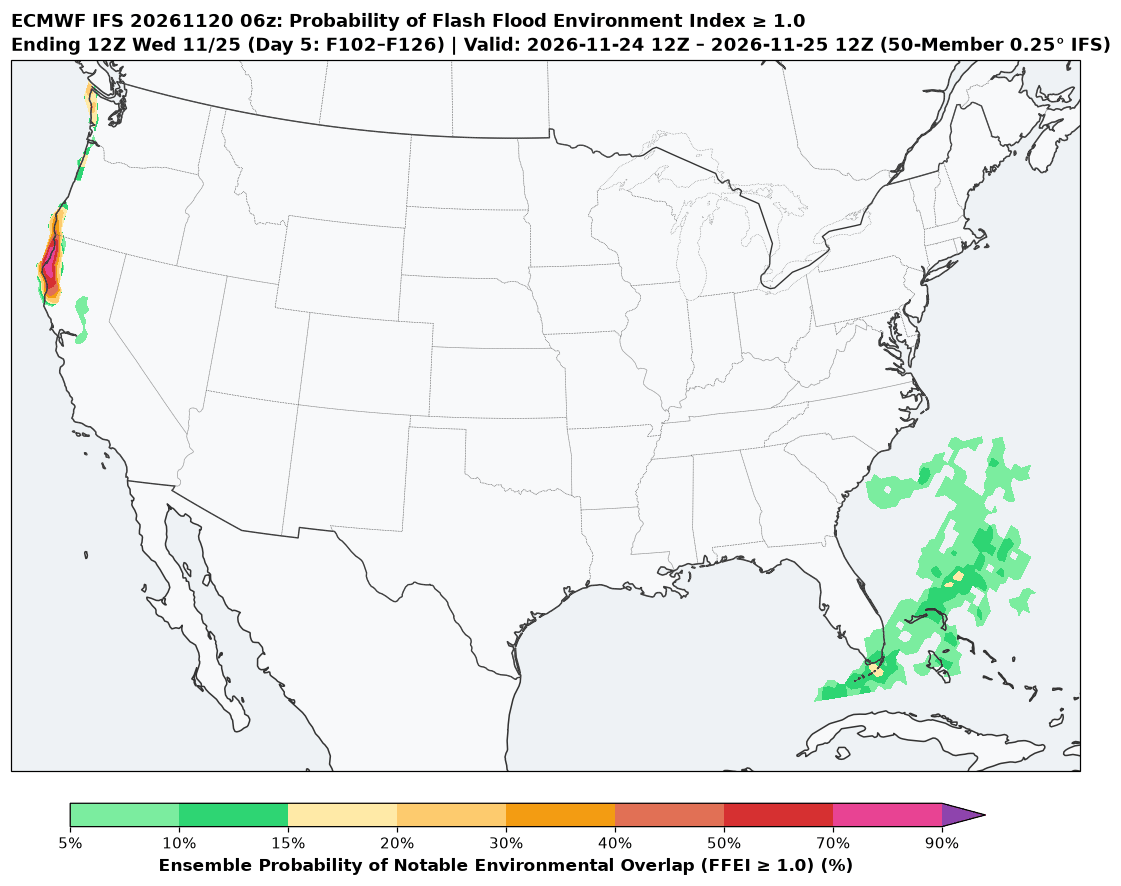 ECMWF IFS 20261120 06z: Probability of Flash Flood Environment Index ≥ 1.0
Ending 12Z Wed 11/25 (Day 5: F102–F126) | Valid: 2026-11-24 12Z – 2026-11-25 12Z (50-Member 0.25° IFS)
5% 10% 15% 20% 30% 40% 50% 70% 90%
Ensemble Probability of Notable Environmental Overlap (FFEI ≥ 1.0) (%)